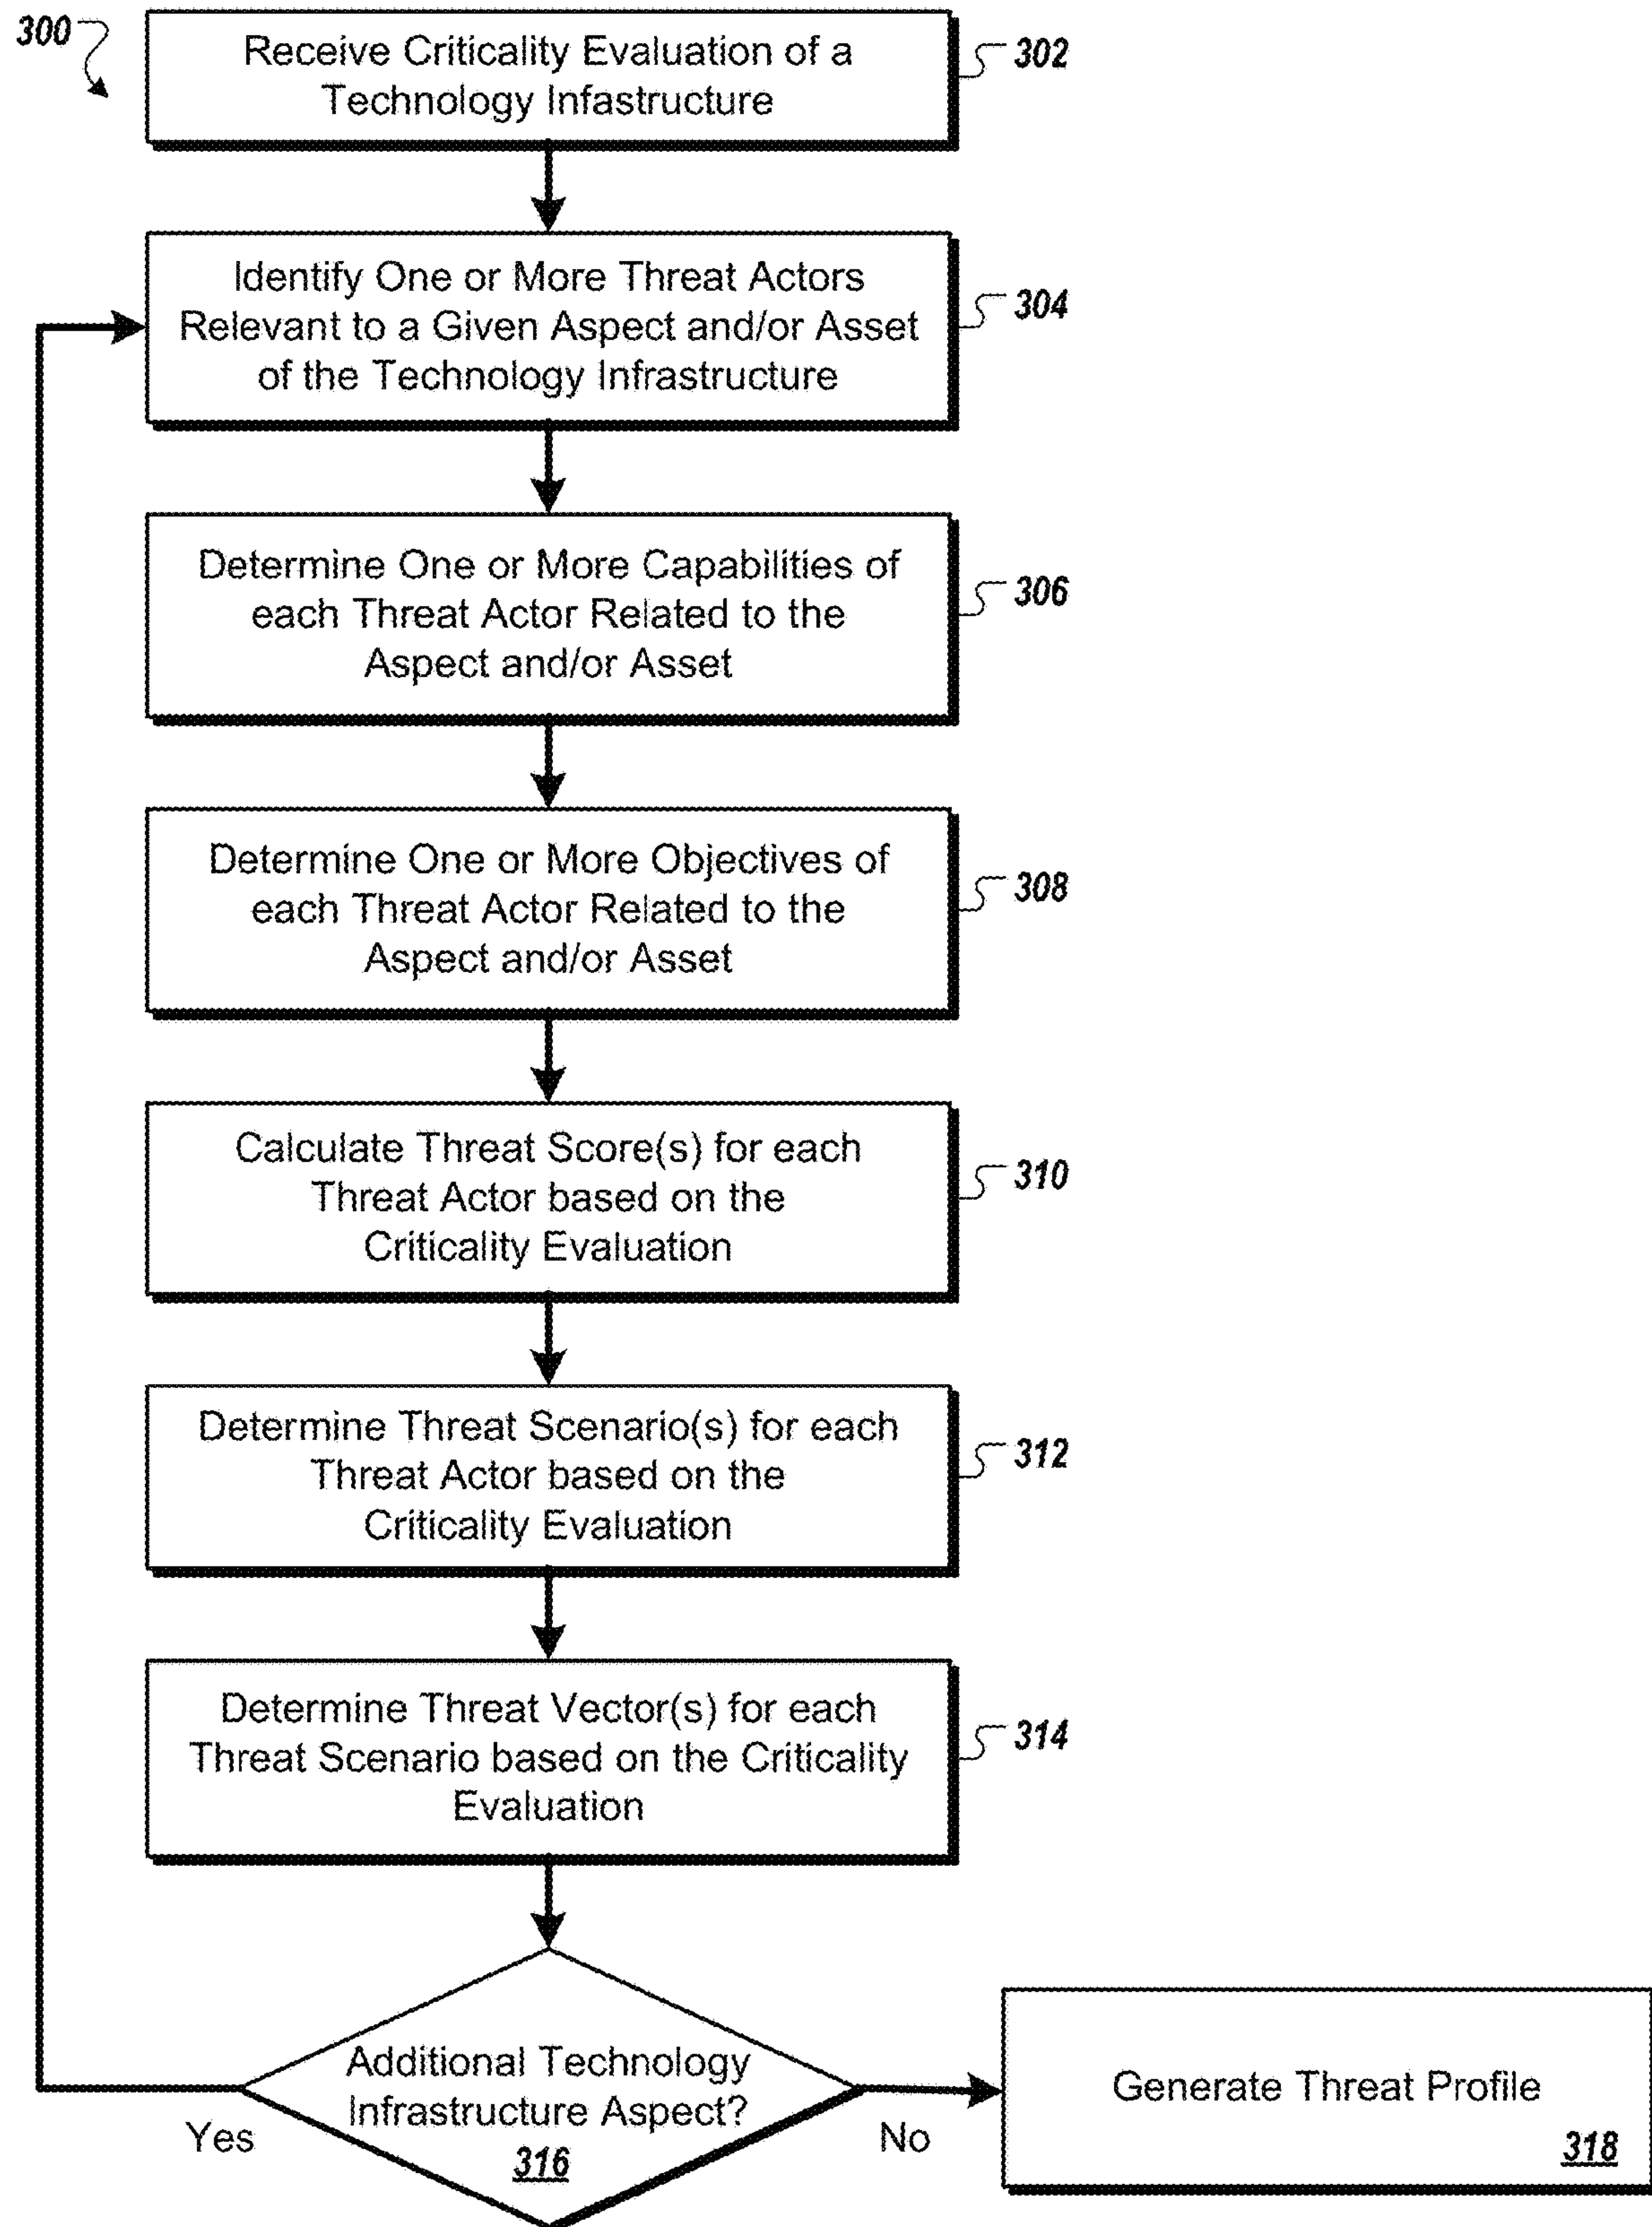 300
Receive Criticality Evaluation of a
Technology Infastructure
302
Identify One or More Threat Actors
Relevant to a Given Aspect and/or Asset
of the Technology Infrastructure
304
Determine One or More Capabilities of
each Threat Actor Related to the
Aspect and/or Asset
306
Determine One or More Objectives of
each Threat Actor Related to the
Aspect and/or Asset
308
Calculate Threat Score(s) for each
Threat Actor based on the
Criticality Evaluation
310
Determine Threat Scenario(s) for each
Threat Actor based on the
Criticality Evaluation
312
Determine Threat Vector(s) for each
Threat Scenario based on the Criticality
Evaluation
314
Additional Technology
Infrastructure Aspect?
316
Yes
No
Generate Threat Profile
318